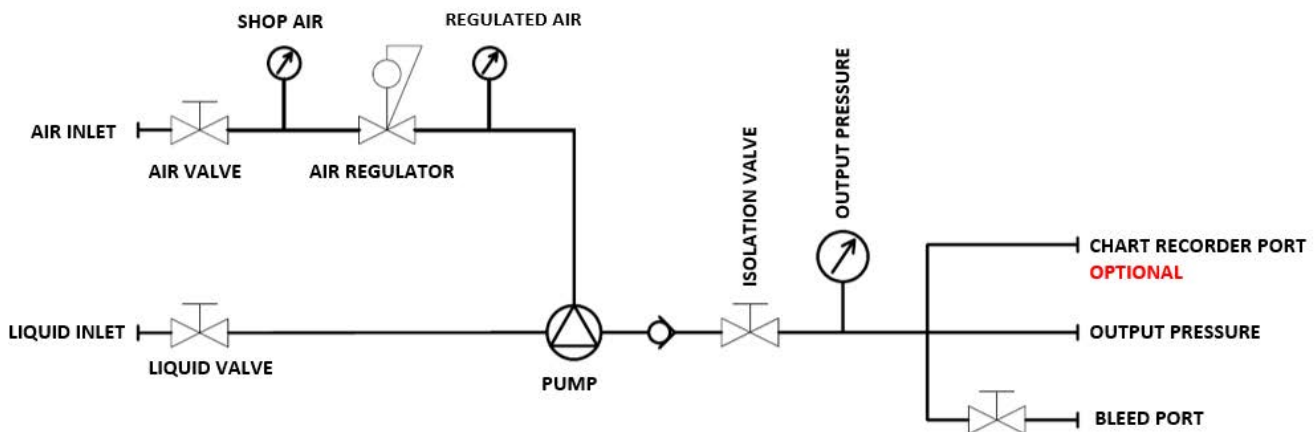 SHOP AIR
REGULATED AIR
AIR INLET
AIR VALVE
AIR REGULATOR
ISOLATION VALVE
OUTPUT PRESSURE
CHART RECORDER PORT
OPTIONAL
LIQUID INLET
LIQUID VALVE
PUMP
OUTPUT PRESSURE
BLEED PORT